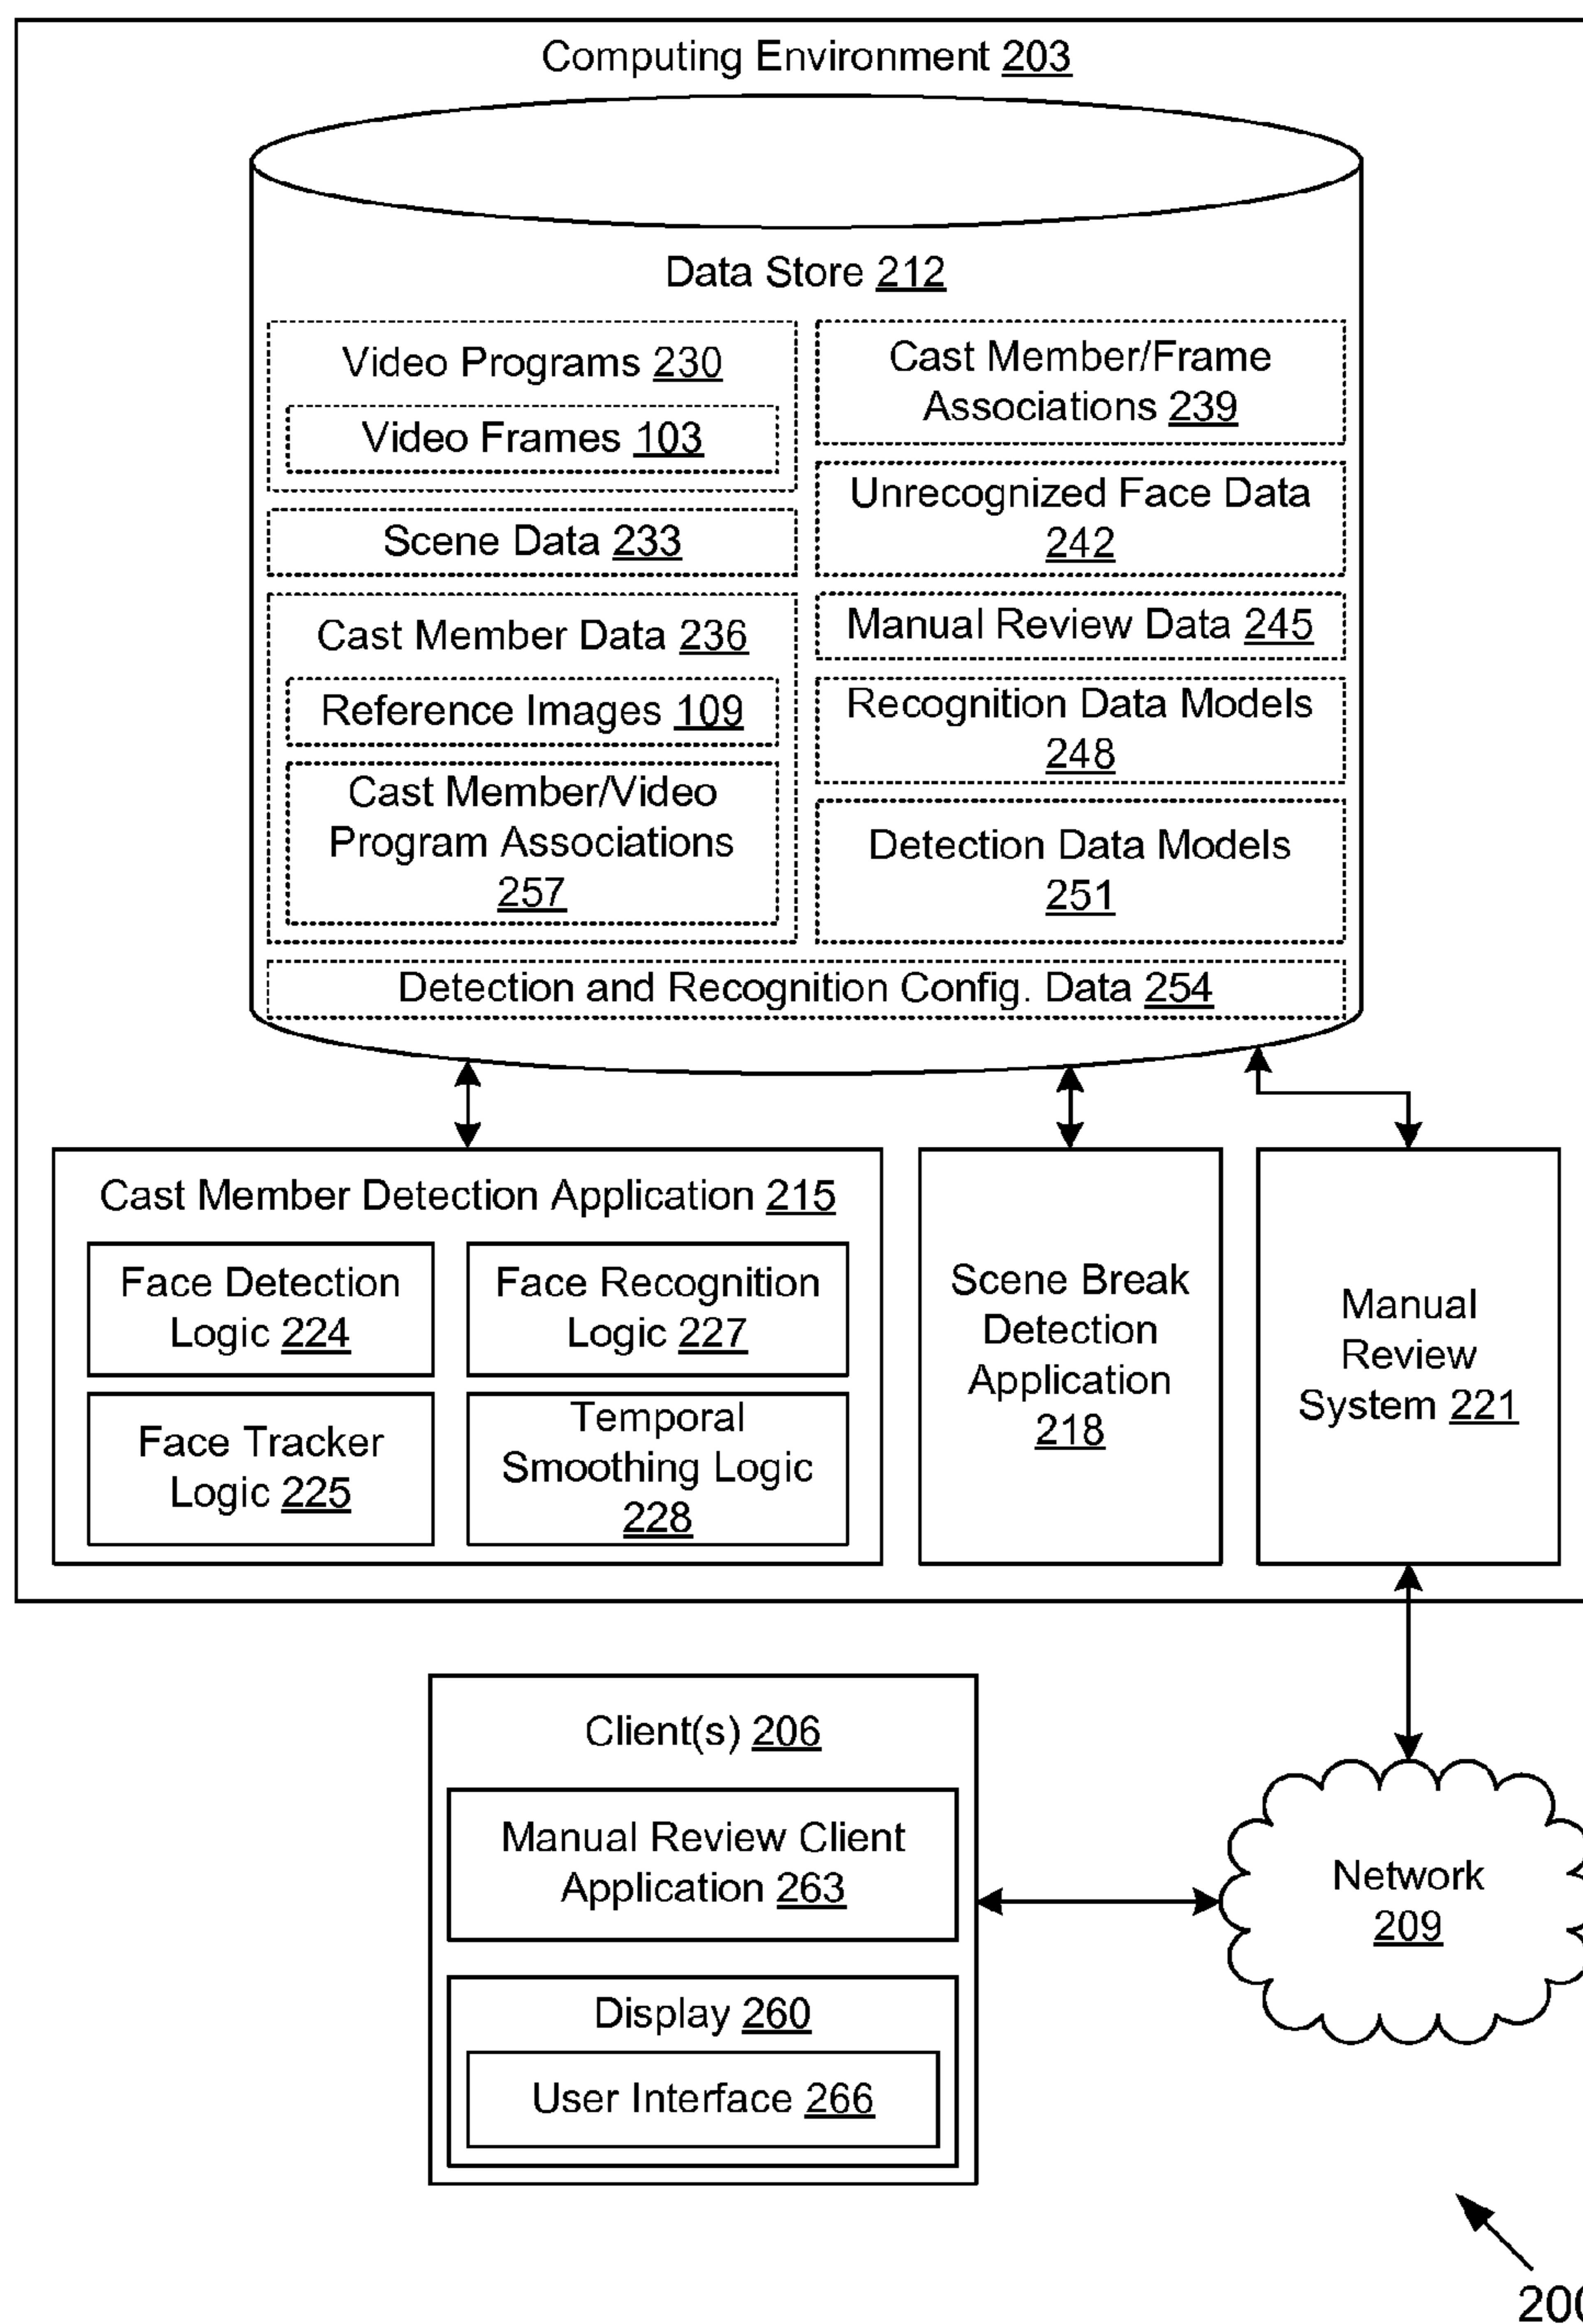 Computing Environment 203
Data Store 212
Video Programs 230
Video Frames 103
Scene Data 233
Cast Member Data 236
Reference Images 109
Cast Member/Video
Program Associations
257
Cast Member/Frame
Associations 239
Unrecognized Face Data
242
Manual Review Data 245
Recognition Data Models
248
Detection Data Models
251
Detection and Recognition Config. Data 254
Cast Member Detection Application 215
Face Detection
Logic 224
Face Recognition
Logic 227
Face Tracker
Logic 225
Temporal
Smoothing Logic
228
Scene Break
Detection
Application
218
Manual
Review
System 221
Client(s) 206
Manual Review Client
Application 263
Display 260
User Interface 266
Network
209
200